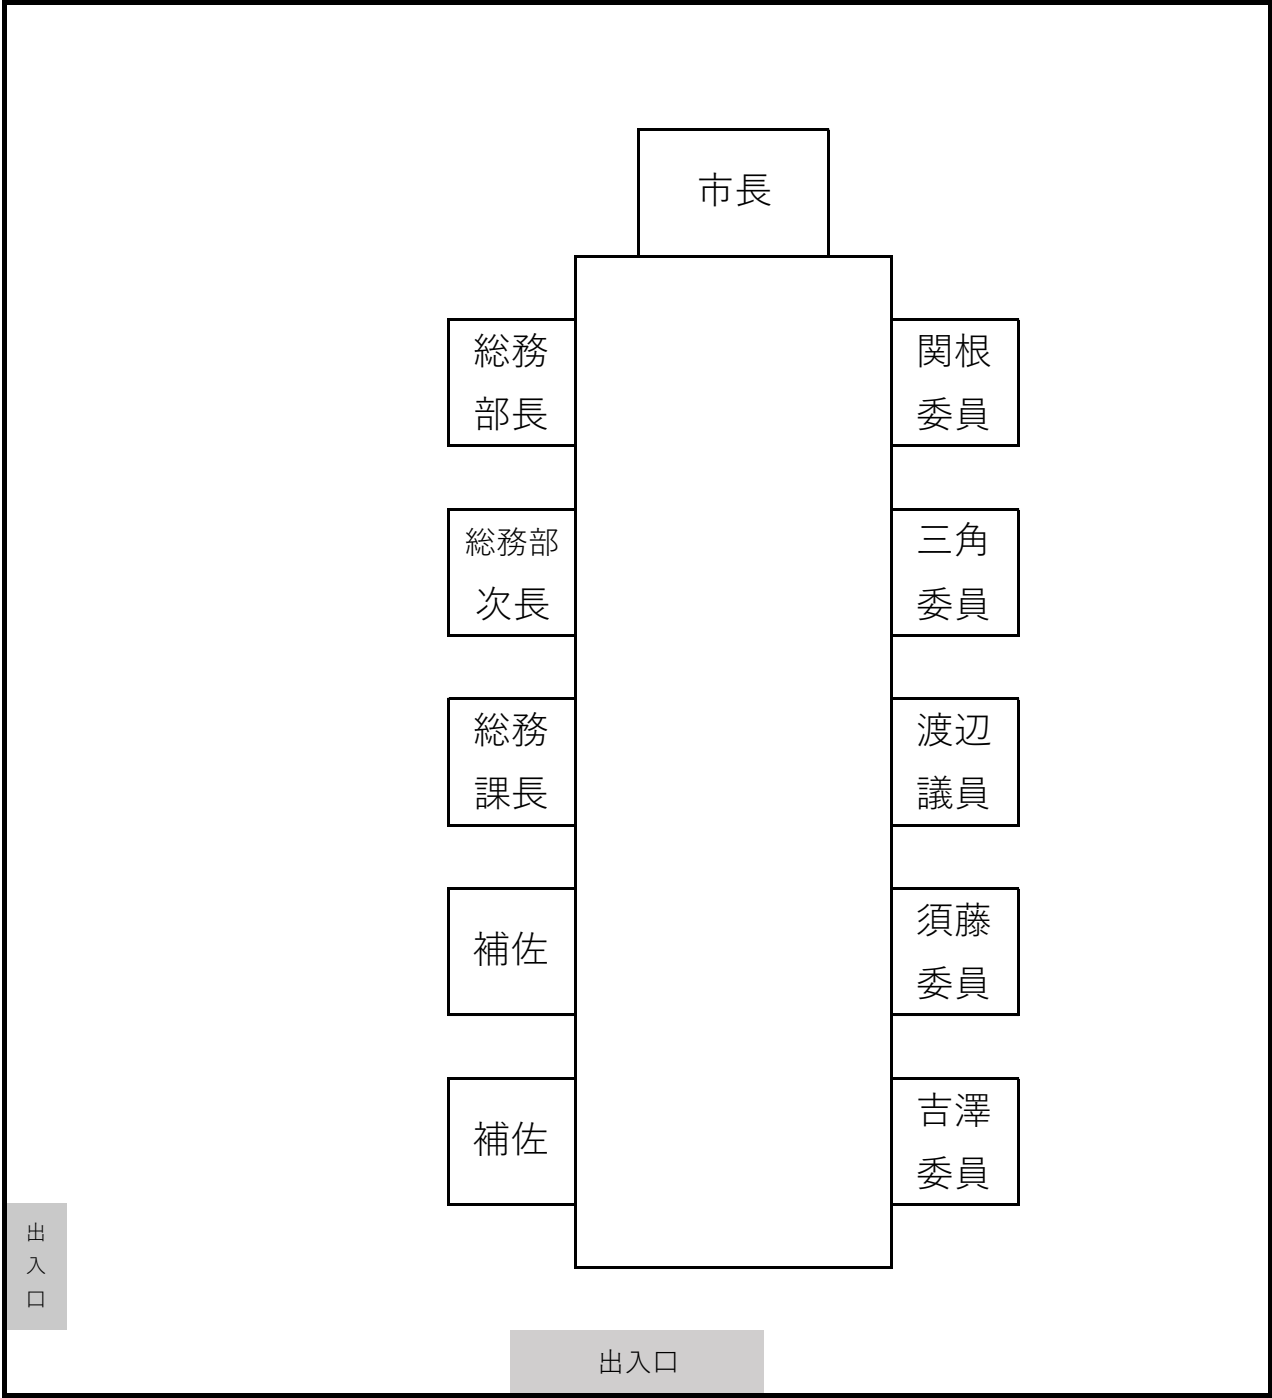 市長
総務
部長
関根
委員
総務部
次長
三角
委員
総務
課長
渡辺
議員
補佐
須藤
委員
補佐
吉澤
委員
出
入
口
出入口